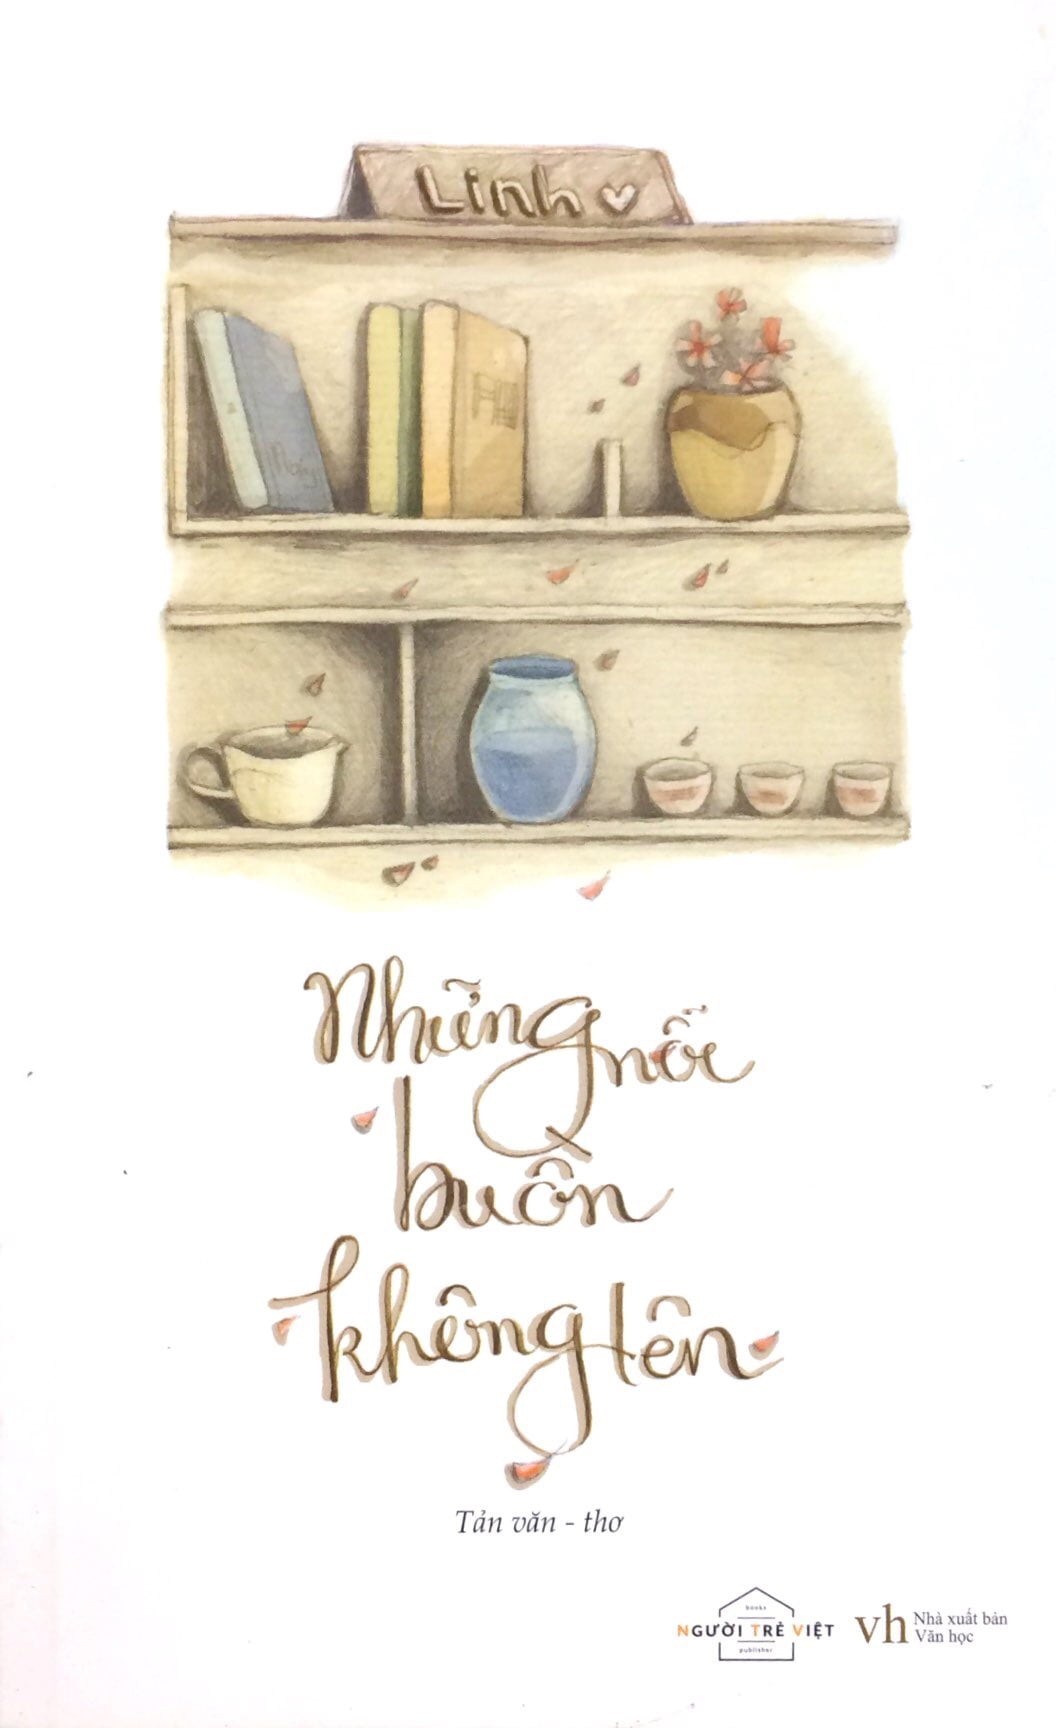 Linh
Những nỗi
buồn
không tên
Tản văn - thơ
books
NGƯỜI TRẺ VIỆT
publisher
vh Nhà xuất bản
Văn học